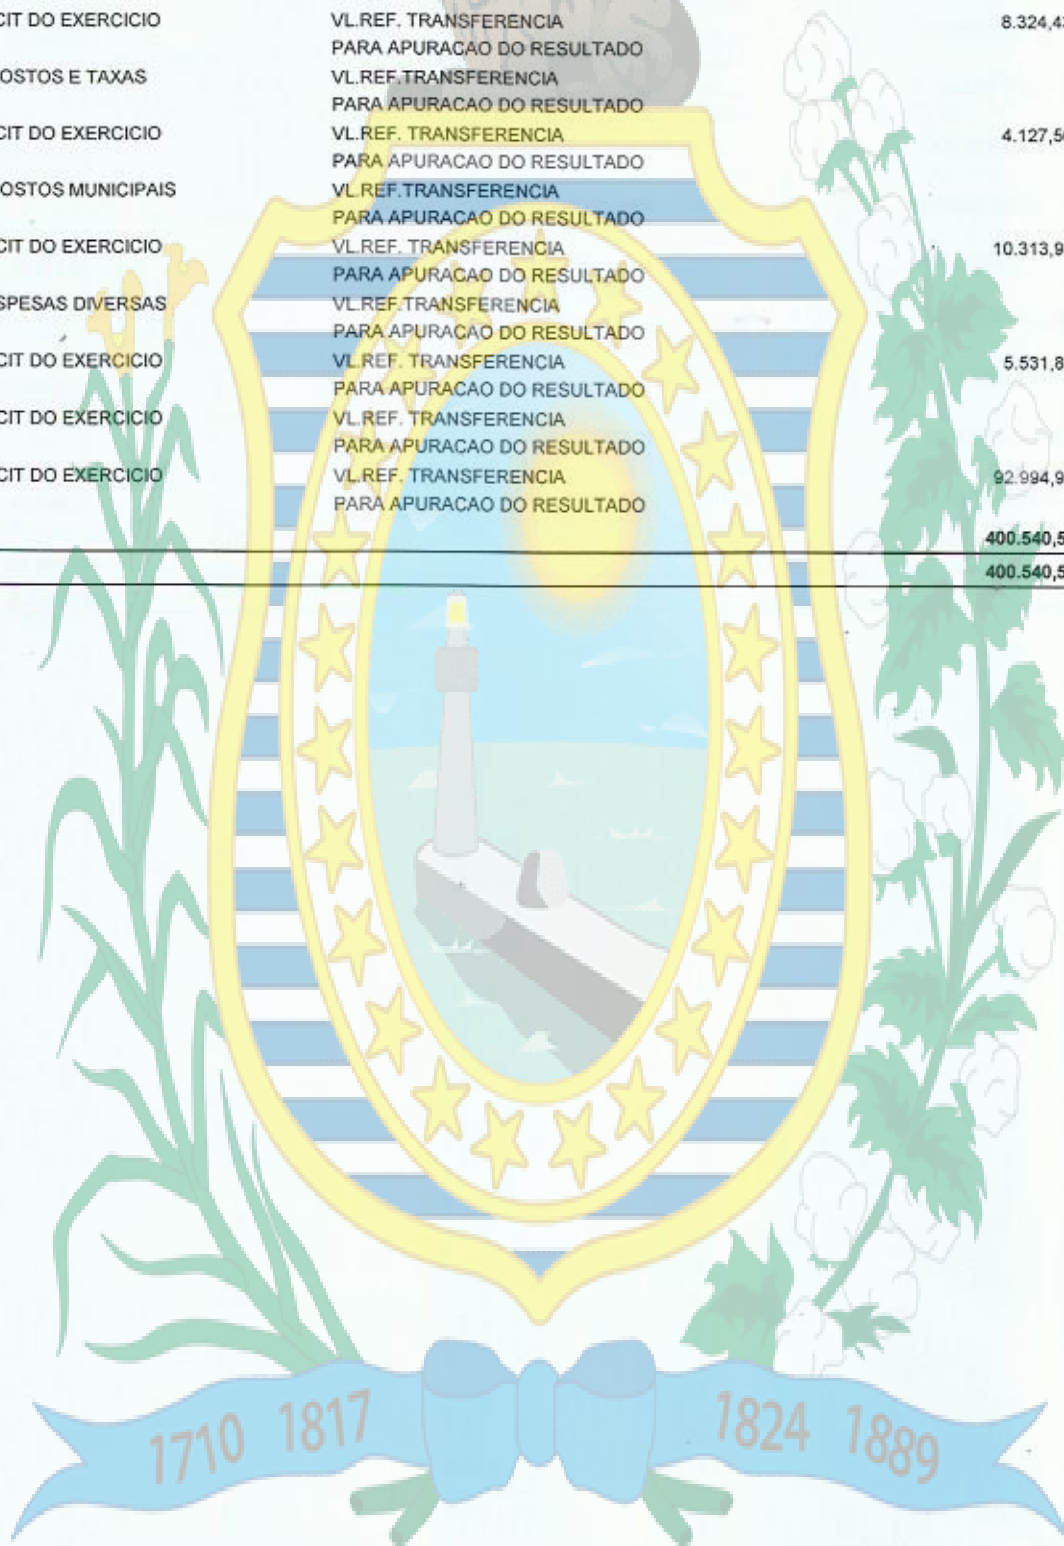 CIT DO EXERCICIO VL.REF. TRANSFERENCIA 8.324,4
PARA APURACAO DO RESULTADO
OSTOS E TAXAS VL.REF.TRANSFERENCIA
PARA APURACAO DO RESULTADO
CIT DO EXERCICIO VL.REF. TRANSFERENCIA 4.127,5
PARA APURACAO DO RESULTADO
OSTOS MUNICIPAIS VL.REF.TRANSFERENCIA
PARA APURACAO DO RESULTADO
CIT DO EXERCICIO VL.REF. TRANSFERENCIA 10.313,9
PARA APURACAO DO RESULTADO
SPESAS DIVERSAS VL.REF.TRANSFERENCIA
PARA APURACAO DO RESULTADO
CIT DO EXERCICIO VL.REF. TRANSFERENCIA 5.531,8
PARA APURACAO DO RESULTADO
CIT DO EXERCICIO VL.REF. TRANSFERENCIA
PARA APURACAO DO RESULTADO
CIT DO EXERCICIO VL.REF. TRANSFERENCIA 92.994,9
PARA APURACAO DO RESULTADO
400.540,5
400.540,5
1710 1817 1824 1889